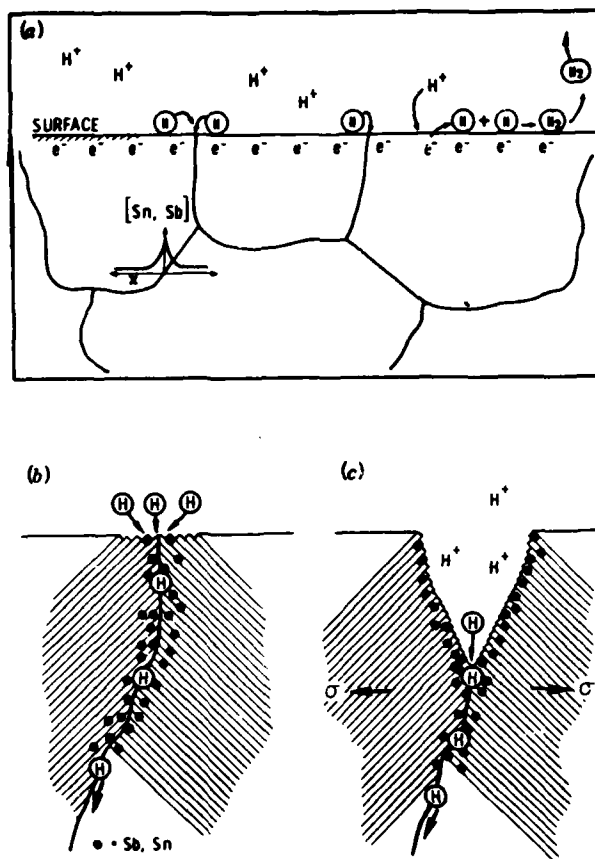 (a)
H⁺ H⁺ H⁺ H⁺ H⁺ H₂
SURFACE H H H H + H → H₂
e⁻ e⁻ e⁻ e⁻ e⁻ e⁻ e⁻ e⁻ e⁻ e⁻ e⁻ e⁻
[Sn, Sb]
X
(b)
H H H
H
H
H
● • Sb, Sn
(c)
H⁺
H⁺ H⁺
H
H
σ σ
H
H